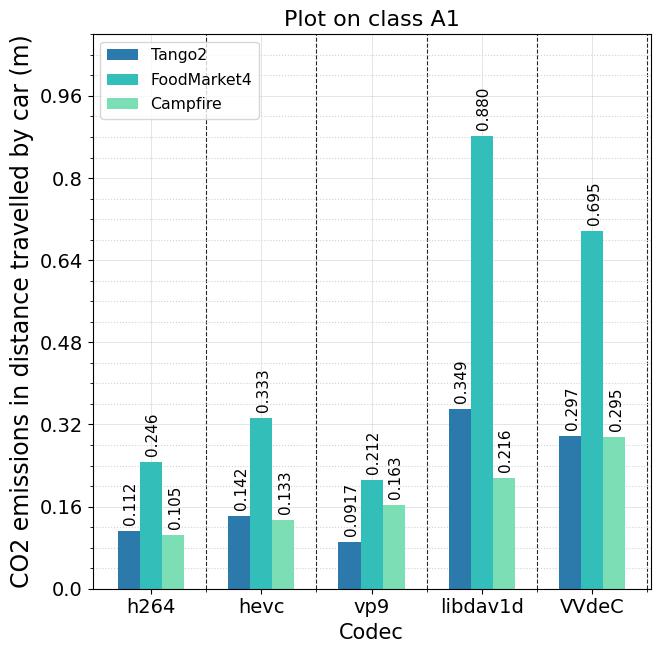 Plot on class A1
CO2 emissions in distance travelled by car (m)
0.96
0.8
0.64
0.48
0.32
0.16
0.0
Tango2
FoodMarket4
Campfire
0.112
0.246
0.105
0.142
0.333
0.133
0.0917
0.212
0.163
0.349
0.880
0.216
0.297
0.695
0.295
h264
hevc
vp9
libdav1d
VVdeC
Codec